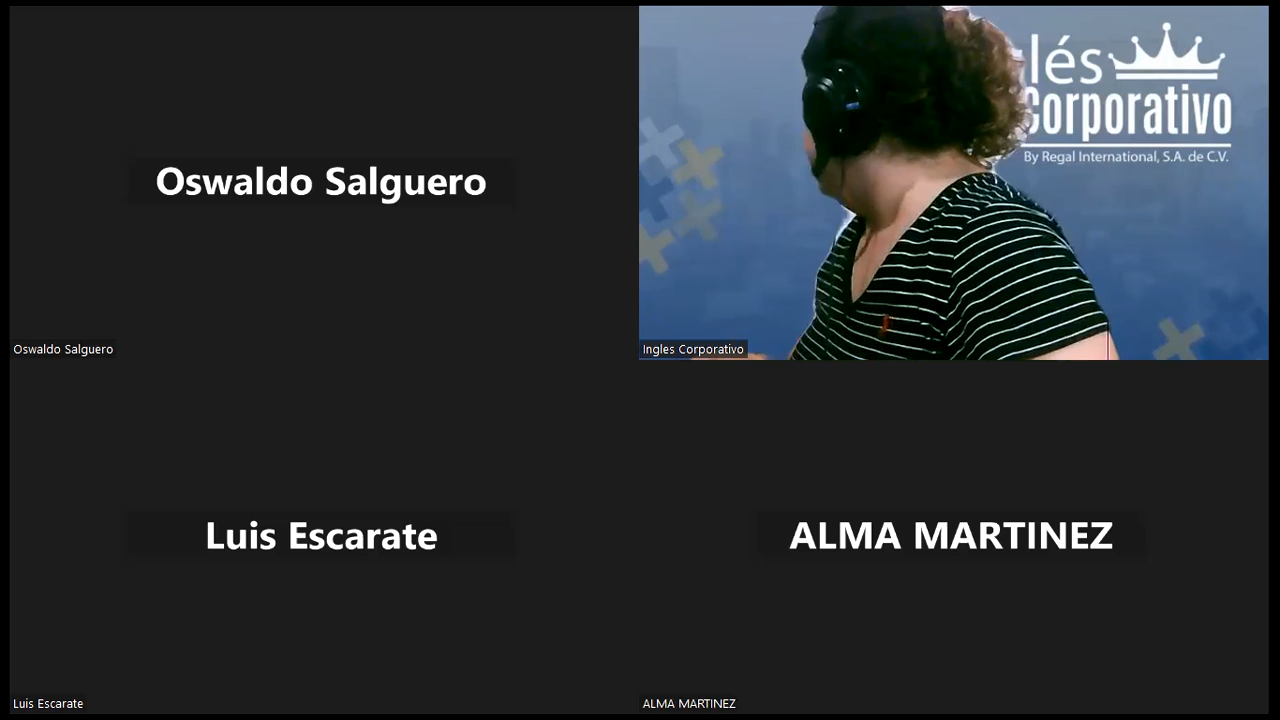 Oswaldo Salguero
Oswaldo Salguero
lés
Corporativo
By Regal International, S.A. de C.V.
Ingles Corporativo
Luis Escarate
Luis Escarate
ALMA MARTINEZ
ALMA MARTINEZ